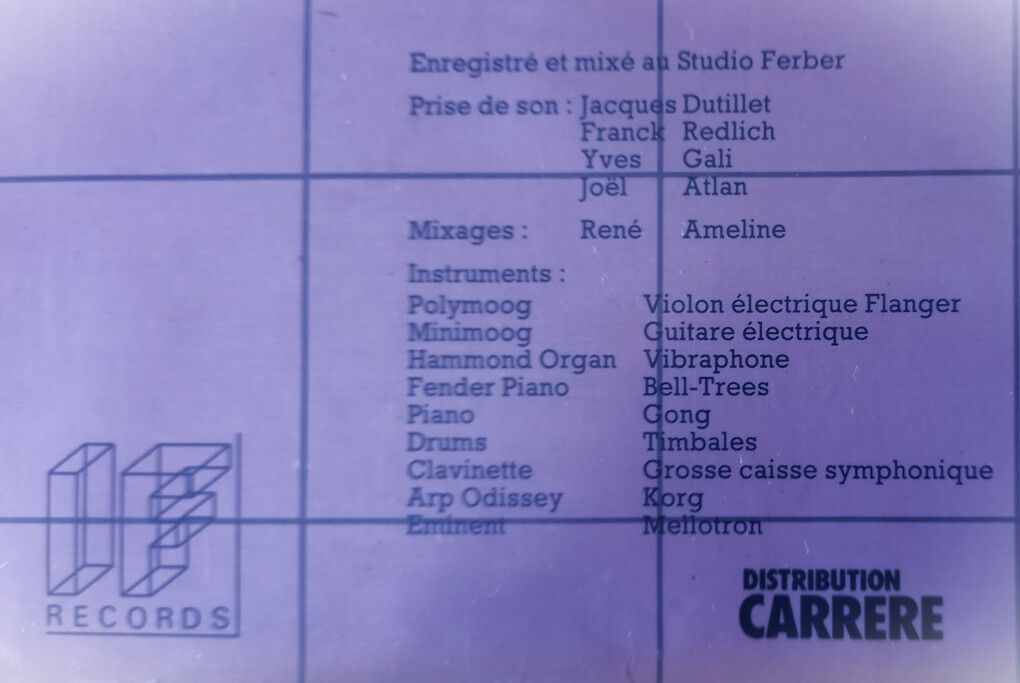 Enregistré et mixé au Studio Ferber
Prise de son : Jacques Dutillet
Franck Redlich
Yves Gali
Joël Atlan
Mixages : René Ameline
Instruments :
Polymoog Violon électrique Flanger
Minimoog Guitare électrique
Hammond Organ Vibraphone
Fender Piano Bell-Trees
Piano Gong
Drums Timbales
Clavinette Grosse caisse symphonique
Arp Odissey Korg
Eminent Mellotron
IF
RECORDS
DISTRIBUTION
CARRERE